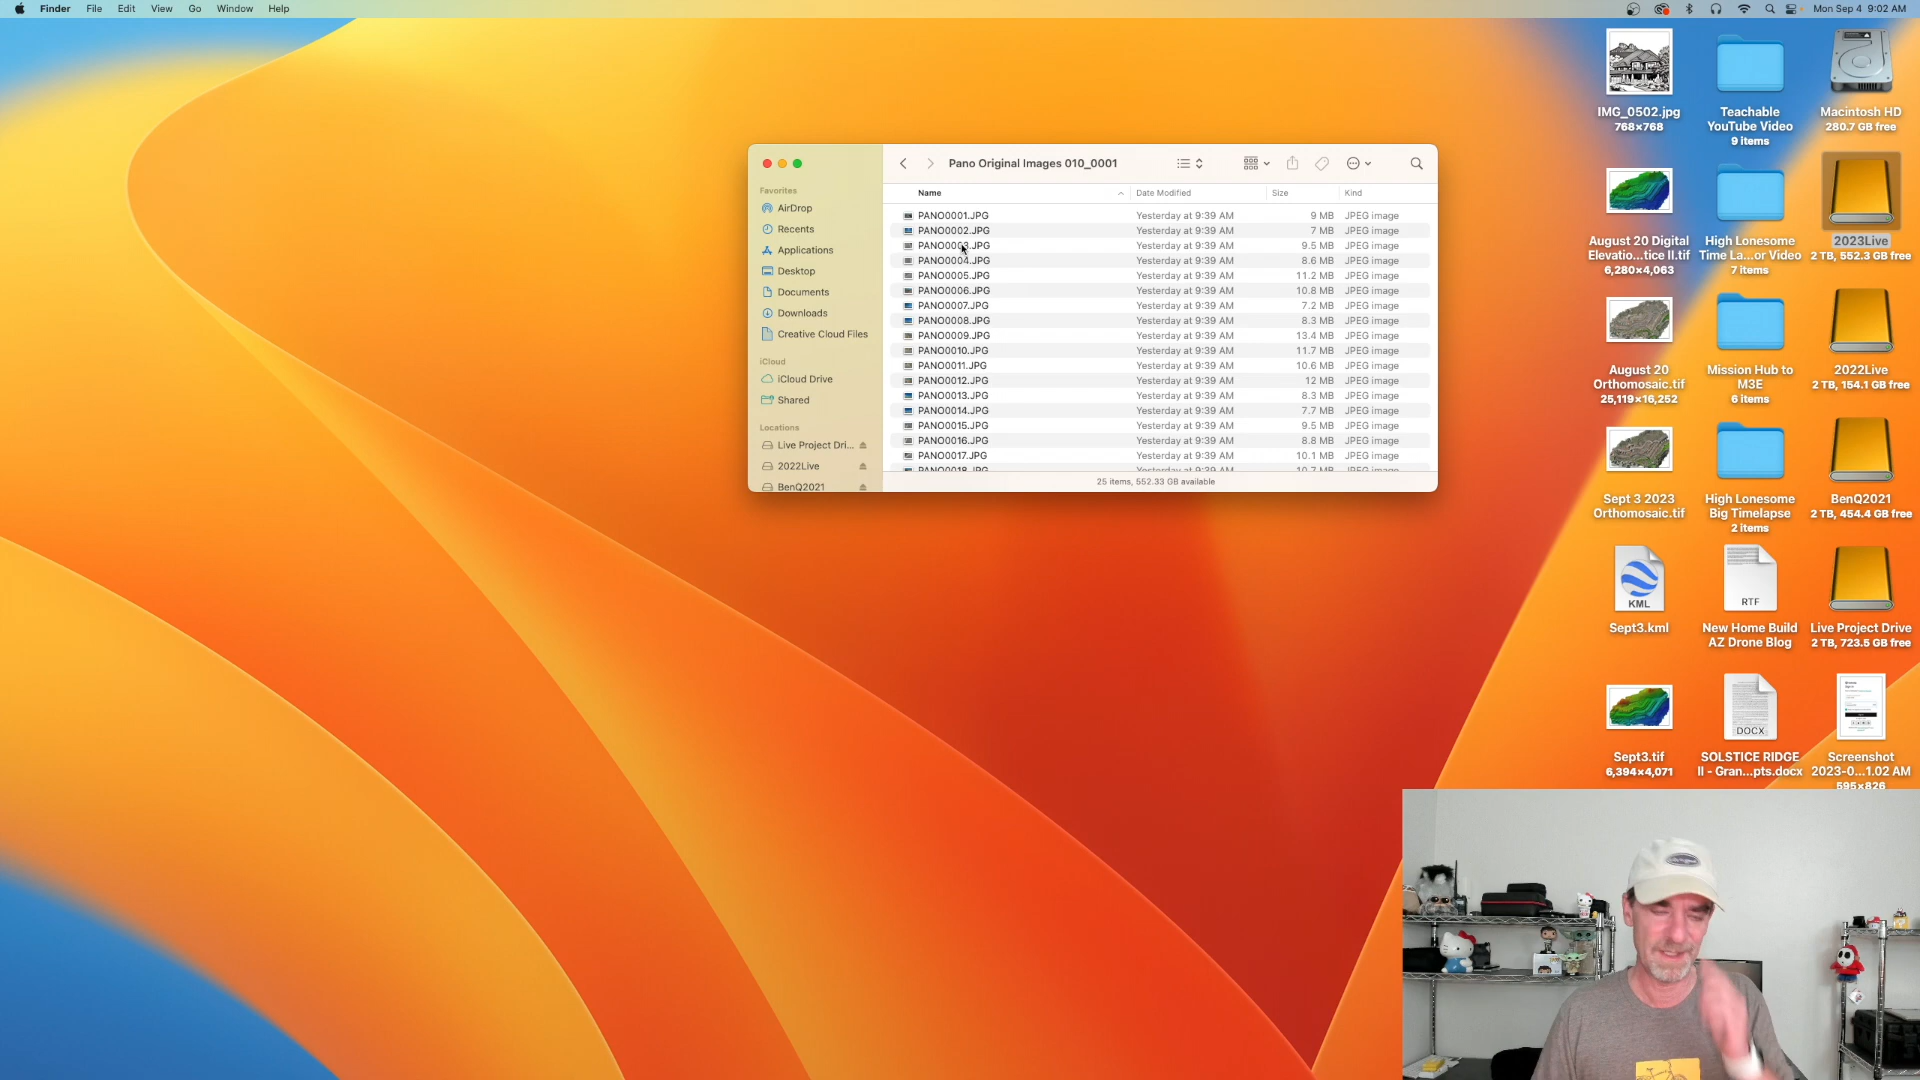 Finder File Edit View Go Window Help
Mon Sep 4 9:02 AM
Pano Original Images 010_0001
Favorites
AirDrop
Recents
Applications
Desktop
Documents
Downloads
Creative Cloud Files
iCloud
iCloud Drive
Shared
Locations
Live Project Dri...
2022Live
BenQ2021
Name Date Modified Size Kind
PANO0001.JPG Yesterday at 9:39 AM 9 MB JPEG image
PANO0002.JPG Yesterday at 9:39 AM 7 MB JPEG image
PANO0003.JPG Yesterday at 9:39 AM 9.5 MB JPEG image
PANO0004.JPG Yesterday at 9:39 AM 8.6 MB JPEG image
PANO0005.JPG Yesterday at 9:39 AM 11.2 MB JPEG image
PANO0006.JPG Yesterday at 9:39 AM 10.8 MB JPEG image
PANO0007.JPG Yesterday at 9:39 AM 7.2 MB JPEG image
PANO0008.JPG Yesterday at 9:39 AM 8.3 MB JPEG image
PANO0009.JPG Yesterday at 9:39 AM 13.4 MB JPEG image
PANO0010.JPG Yesterday at 9:39 AM 11.7 MB JPEG image
PANO0011.JPG Yesterday at 9:39 AM 10.6 MB JPEG image
PANO0012.JPG Yesterday at 9:39 AM 12 MB JPEG image
PANO0013.JPG Yesterday at 9:39 AM 8.3 MB JPEG image
PANO0014.JPG Yesterday at 9:39 AM 7.7 MB JPEG image
PANO0015.JPG Yesterday at 9:39 AM 9.5 MB JPEG image
PANO0016.JPG Yesterday at 9:39 AM 8.8 MB JPEG image
PANO0017.JPG Yesterday at 9:39 AM 10.1 MB JPEG image
PANO0018.JPG Yesterday at 9:39 AM 10.7 MB JPEG image
25 items, 552.33 GB available
IMG_0502.jpg
768×768
Teachable
YouTube Video
9 items
Macintosh HD
280.7 GB free
August 20 Digital
Elevatio...tice II.tif
6,280×4,063
High Lonesome
Time La...or Video
7 items
2023Live
2 TB, 552.3 GB free
August 20
Orthomosaic.tif
25,119×16,252
Mission Hub to
M3E
6 items
2022Live
2 TB, 154.1 GB free
Sept 3 2023
Orthomosaic.tif
High Lonesome
Big Timelapse
2 items
BenQ2021
2 TB, 454.4 GB free
KML
Sept3.kml
RTF
New Home Build
AZ Drone Blog
Live Project Drive
2 TB, 723.5 GB free
Sept3.tif
6,394×4,071
DOCX
SOLSTICE RIDGE
II - Gran...pts.docx
Screenshot
2023-0...1.02 AM
595×826